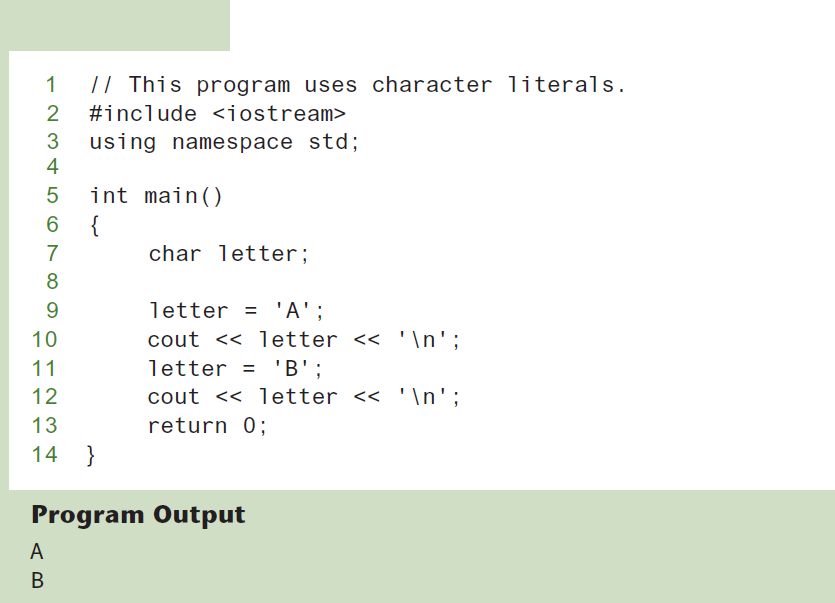 1 // This program uses character literals.
2 #include <iostream>
3 using namespace std;
4
5 int main()
6 {
7 char letter;
8
9 letter = 'A';
10 cout << letter << '\n';
11 letter = 'B';
12 cout << letter << '\n';
13 return 0;
14 }
Program Output
A
B